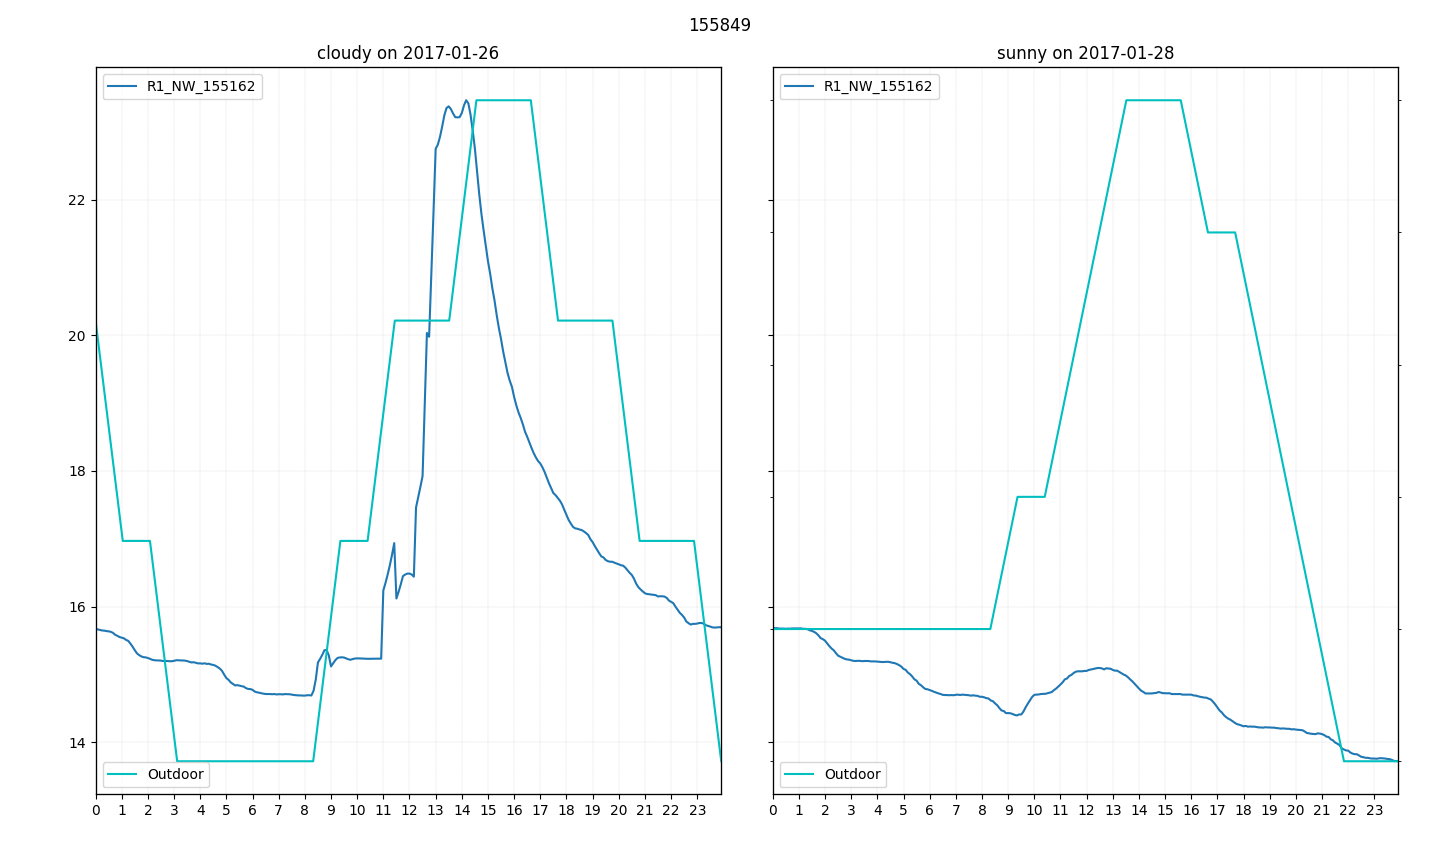 155849
cloudy on 2017-01-26
sunny on 2017-01-28
R1_NW_155162
R1_NW_155162
22
20
18
16
14
Outdoor
Outdoor
0 1 2 3 4 5 6 7 8 9 10 11 12 13 14 15 16 17 18 19 20 21 22 23
0 1 2 3 4 5 6 7 8 9 10 11 12 13 14 15 16 17 18 19 20 21 22 23